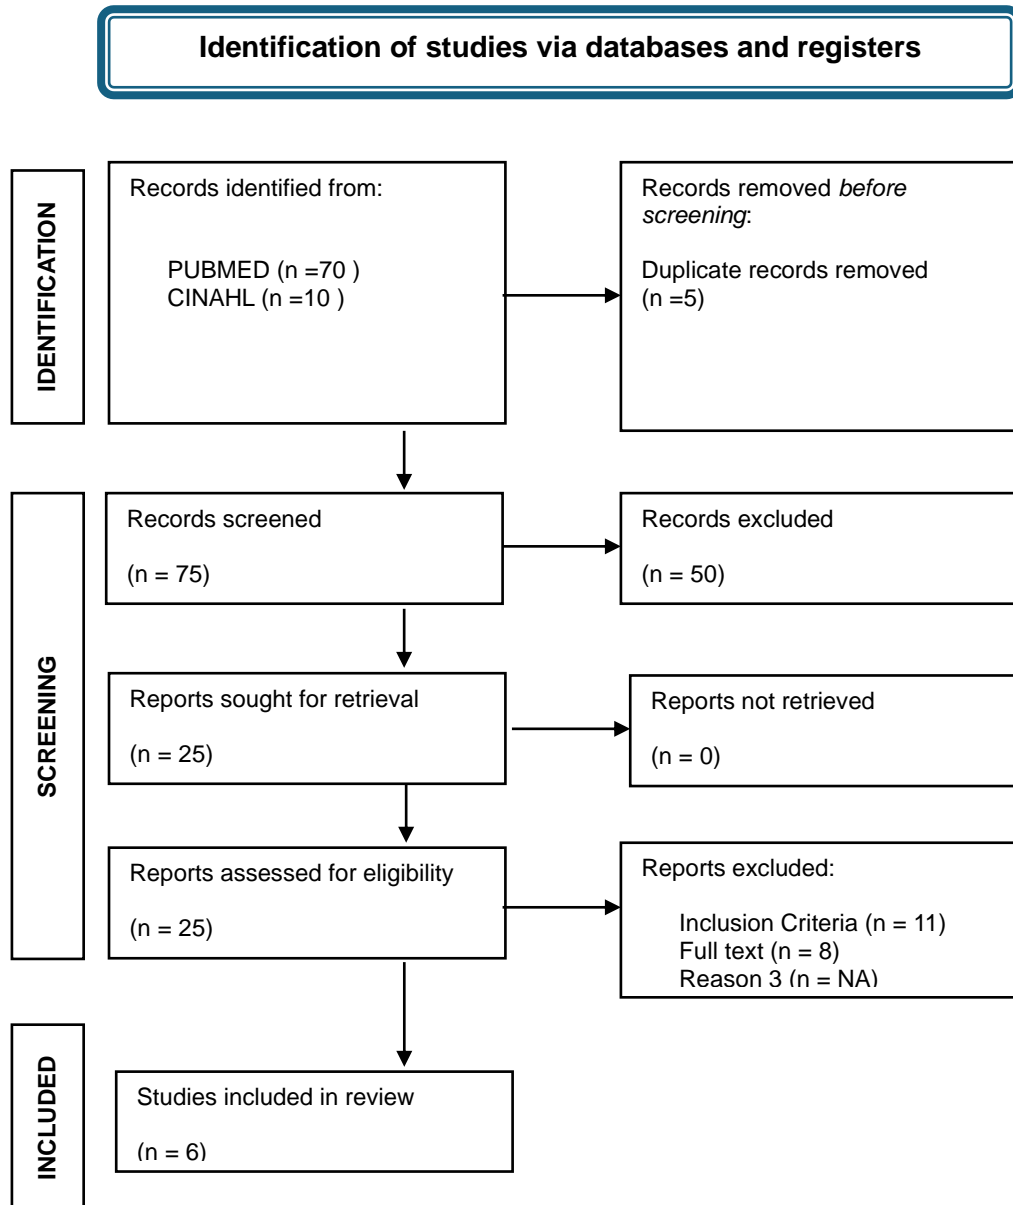 Identification of studies via databases and registers
IDENTIFICATION
Records identified from:
PUBMED (n =70 )
CINAHL (n =10 )
Records removed before
screening:
Duplicate records removed
(n =5)
SCREENING
Records screened
(n = 75)
Records excluded
(n = 50)
Reports sought for retrieval
(n = 25)
Reports not retrieved
(n = 0)
Reports assessed for eligibility
(n = 25)
Reports excluded:
Inclusion Criteria (n = 11)
Full text (n = 8)
Reason 3 (n = NA)
INCLUDED
Studies included in review
(n = 6)